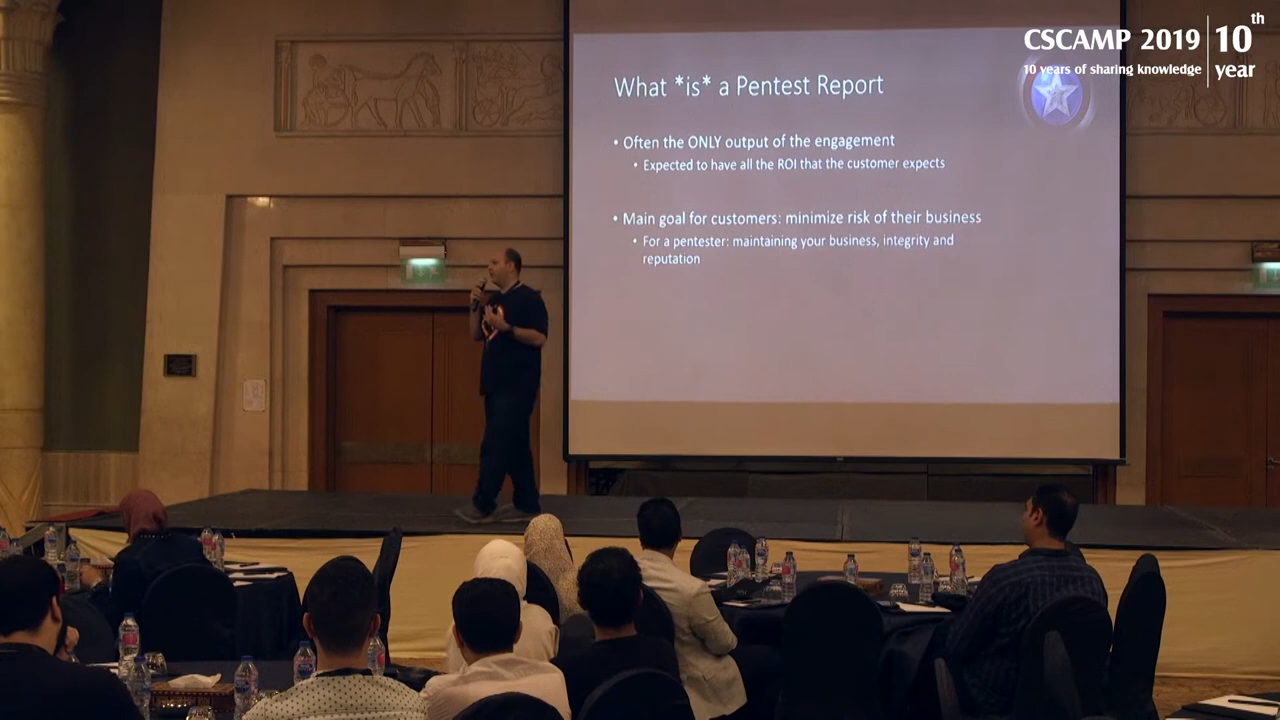 CSCAMP 2019
10 years of sharing knowledge
10th
year
What *is* a Pentest Report
• Often the ONLY output of the engagement
• Expected to have all the ROI that the customer expects
• Main goal for customers: minimize risk of their business
• For a pentester: maintaining your business, integrity and
reputation